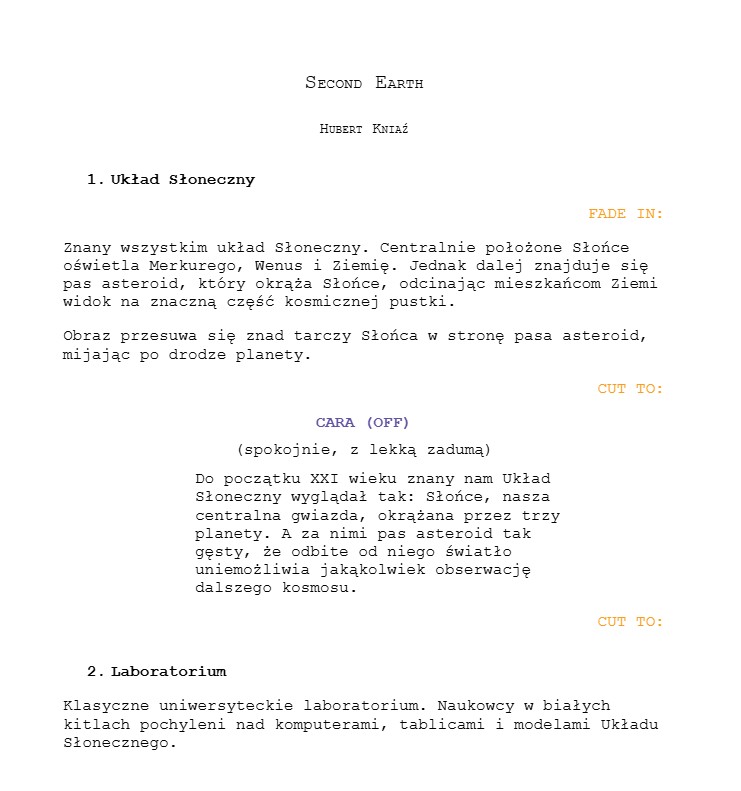 Second Earth
Hubert Kniaź
1. Układ Słoneczny
FADE IN:
Znany wszystkim układ Słoneczny. Centralnie położone Słońce
oświetla Merkurego, Wenus i Ziemię. Jednak dalej znajduje się
pas asteroid, który okrąża Słońce, odcinając mieszkańcom Ziemi
widok na znaczną część kosmicznej pustki.
Obraz przesuwa się znad tarczy Słońca w stronę pasa asteroid,
mijając po drodze planety.
CUT TO:
CARA (OFF)
(spokojnie, z lekką zadumą)
Do początku XXI wieku znany nam Układ
Słoneczny wyglądał tak: Słońce, nasza
centralna gwiazda, okrążana przez trzy
planety. A za nimi pas asteroid tak
gęsty, że odbite od niego światło
uniemożliwia jakąkolwiek obserwację
dalszego kosmosu.
CUT TO:
2. Laboratorium
Klasyczne uniwersyteckie laboratorium. Naukowcy w białych
kitlach pochyleni nad komputerami, tablicami i modelami Układu
Słonecznego.